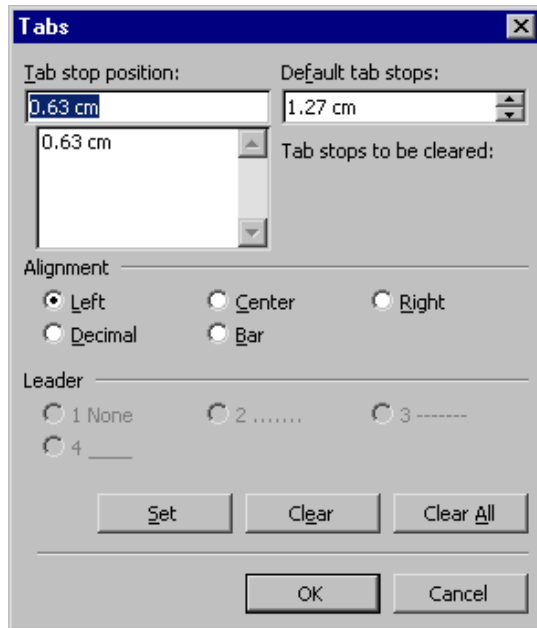 Tabs
Tab stop position: Default tab stops:
0.63 cm 1.27 cm
0.63 cm
Tab stops to be cleared:
Alignment
Left Center Right
Decimal Bar
Leader
1 None 2 ....... 3 -------
4 ____
Set Clear Clear All
OK Cancel